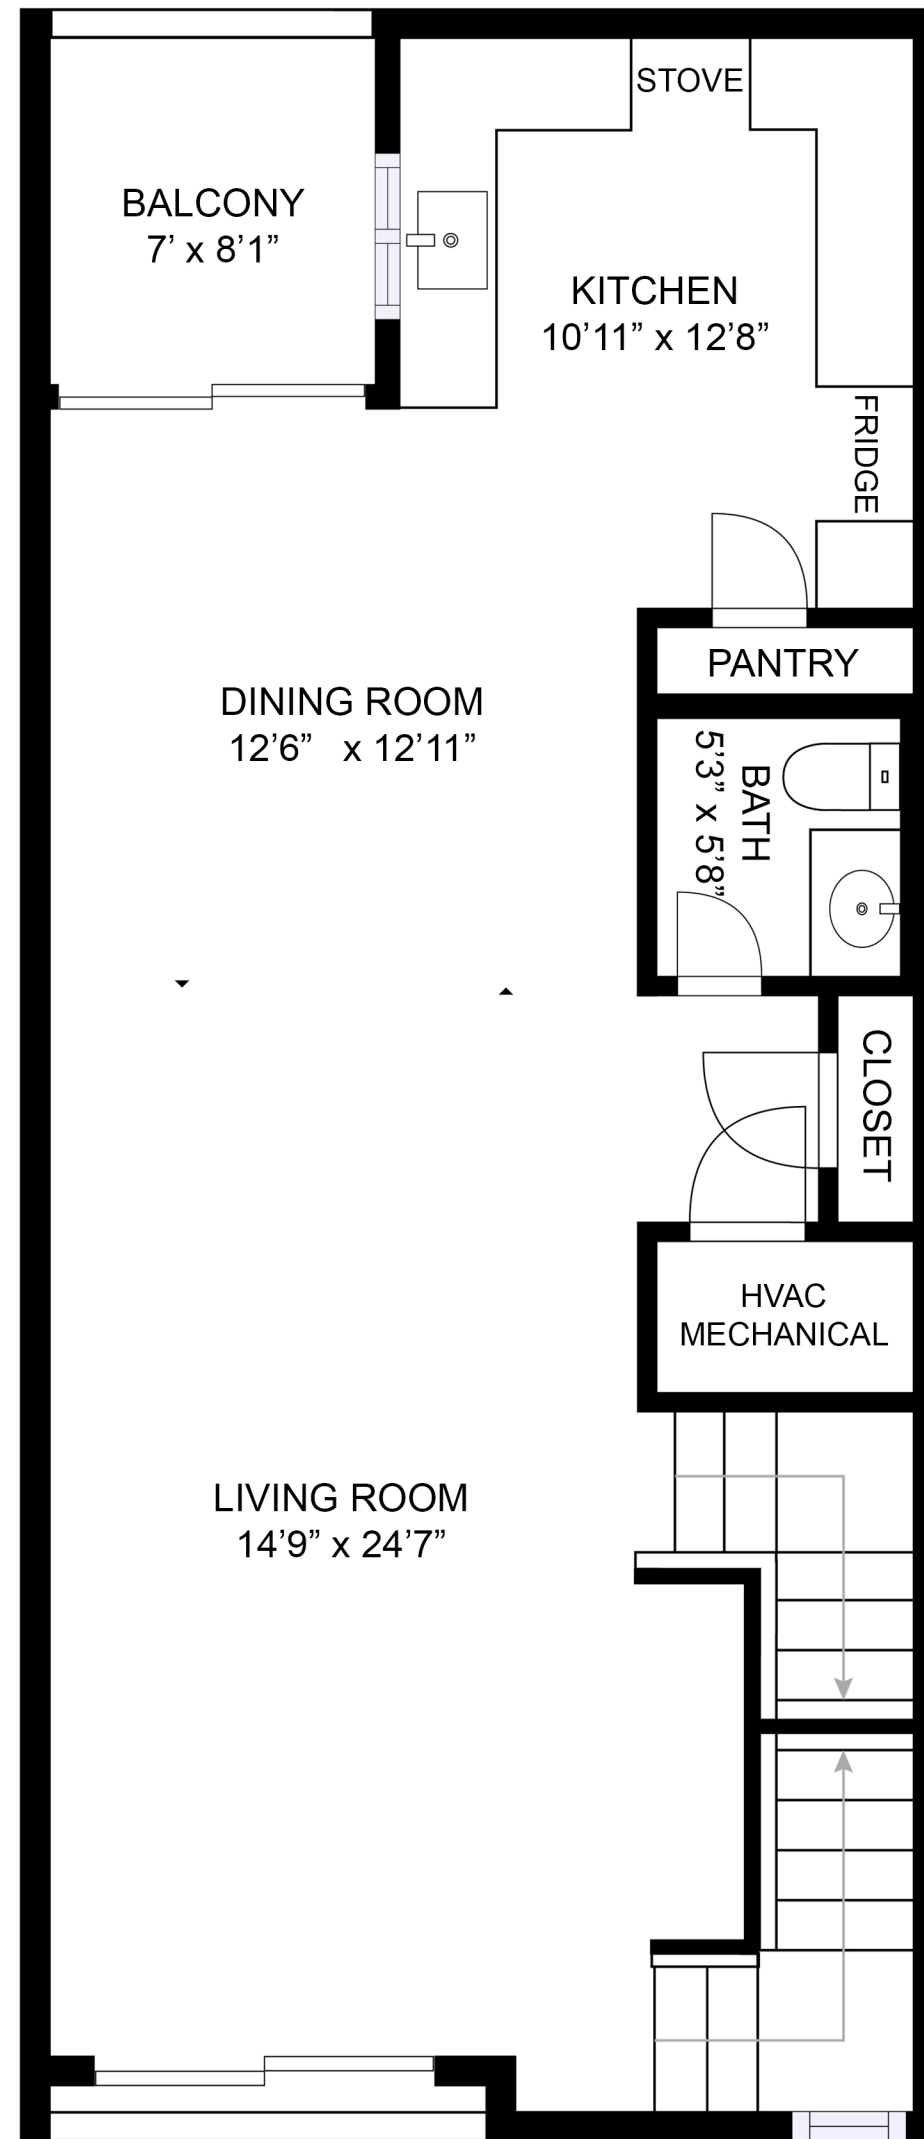 STOVE
BALCONY
7’ x 8’1”
KITCHEN
10’11” x 12’8”
FRIDGE
PANTRY
DINING ROOM
12’6” x 12’11”
BATH
5’3” x 5’8”
CLOSET
HVAC
MECHANICAL
LIVING ROOM
14’9” x 24’7”